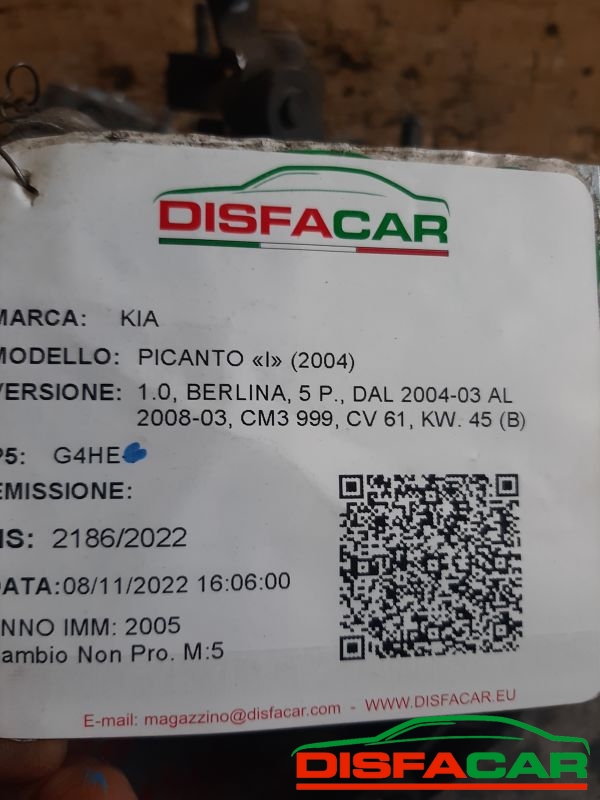 DISFACAR
MARCA: KIA
MODELLO: PICANTO «I» (2004)
VERSIONE: 1.0, BERLINA, 5 P., DAL 2004-03 AL
2008-03, CM3 999, CV 61, KW. 45 (B)
P5: G4HE
EMISSIONE:
IS: 2186/2022
DATA:08/11/2022 16:06:00
ANNO IMM: 2005
Cambio Non Pro. M:5
E-mail: magazzino@disfacar.com - WWW.DISFACAR.EU
DISFACAR